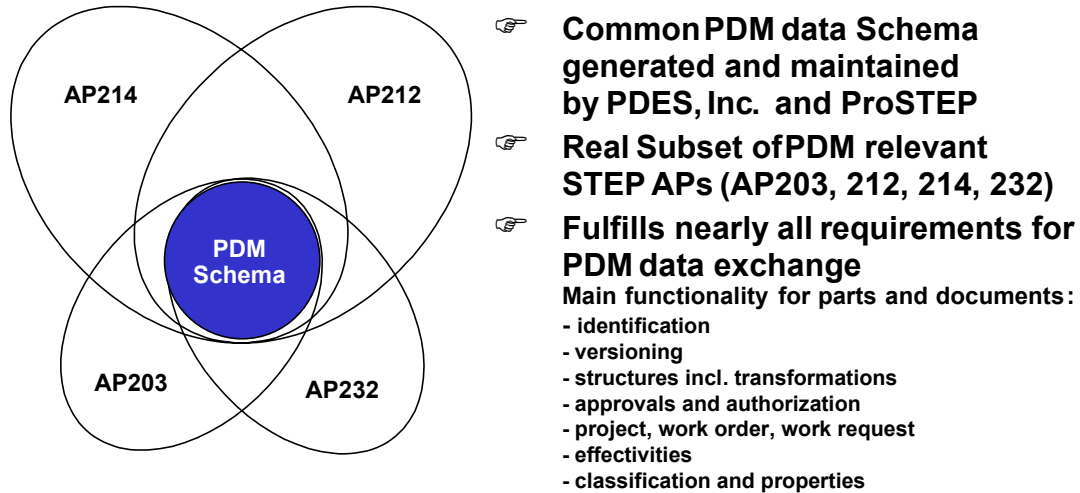 AP214
AP212
PDM
Schema
AP203
AP232
☞ Common PDM data Schema
generated and maintained
by PDES, Inc. and ProSTEP
☞ Real Subset of PDM relevant
STEP APs (AP203, 212, 214, 232)
☞ Fulfills nearly all requirements for
PDM data exchange
Main functionality for parts and documents:
- identification
- versioning
- structures incl. transformations
- approvals and authorization
- project, work order, work request
- effectivities
- classification and properties